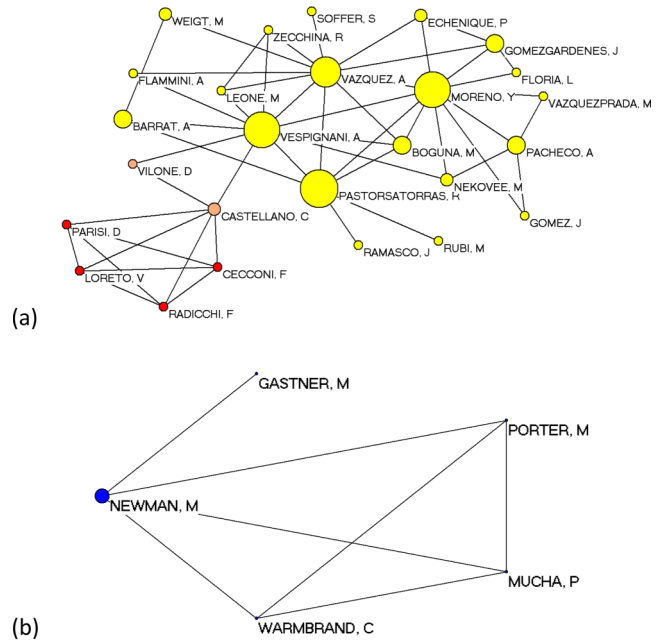 SOFFER, S
WEIGT, M
ECHENIQUE, P
ZECCHINA, R
GOMEZGARDENES, J
FLAMMINI, A
VAZQUEZ, A
FLORIA, L
LEONE, M
MORENO, Y
VAZQUEZPRADA, M
BARRAT, A
VESPIGNANI, A
BOGUNA, M
PACHECO, A
VILONE, D
NEKOVEE, M
PASTORSATORRAS, R
CASTELLANO, C
GOMEZ, J
PARISI, D
RUBI, M
RAMASCO, J
CECCONI, F
LORETO, V
RADICCHI, F
(a)
GASTNER, M
PORTER, M
NEWMAN, M
MUCHA, P
WARMBRAND, C
(b)